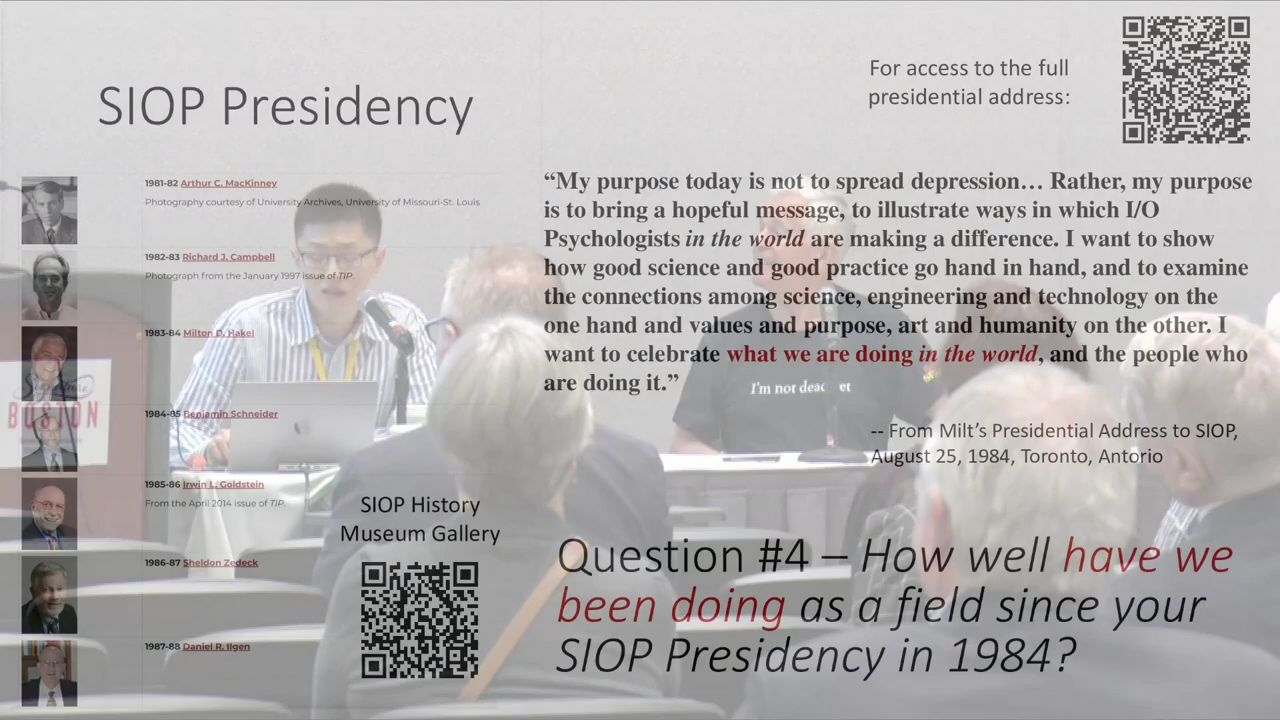 SIOP Presidency
For access to the full
presidential address:
1981-82 Arthur C. MacKinney
Photography courtesy of University Archives, University of Missouri-St. Louis
1982-83 Richard J. Campbell
Photograph from the January 1997 issue of TIP.
1983-84 Milton D. Hakel
1984-85 Benjamin Schneider
1985-86 Irwin L. Goldstein
From the April 2014 issue of TIP.
1986-87 Sheldon Zedeck
1987-88 Daniel R. Ilgen
BOSTON
SIOP History
Museum Gallery
“My purpose today is not to spread depression… Rather, my purpose
is to bring a hopeful message, to illustrate ways in which I/O
Psychologists in the world are making a difference. I want to show
how good science and good practice go hand in hand, and to examine
the connections among science, engineering and technology on the
one hand and values and purpose, art and humanity on the other. I
want to celebrate what we are doing in the world, and the people who
are doing it.”
I'm not dead
-- From Milt’s Presidential Address to SIOP,
August 25, 1984, Toronto, Antorio
Question #4 – How well have we
been doing as a field since your
SIOP Presidency in 1984?